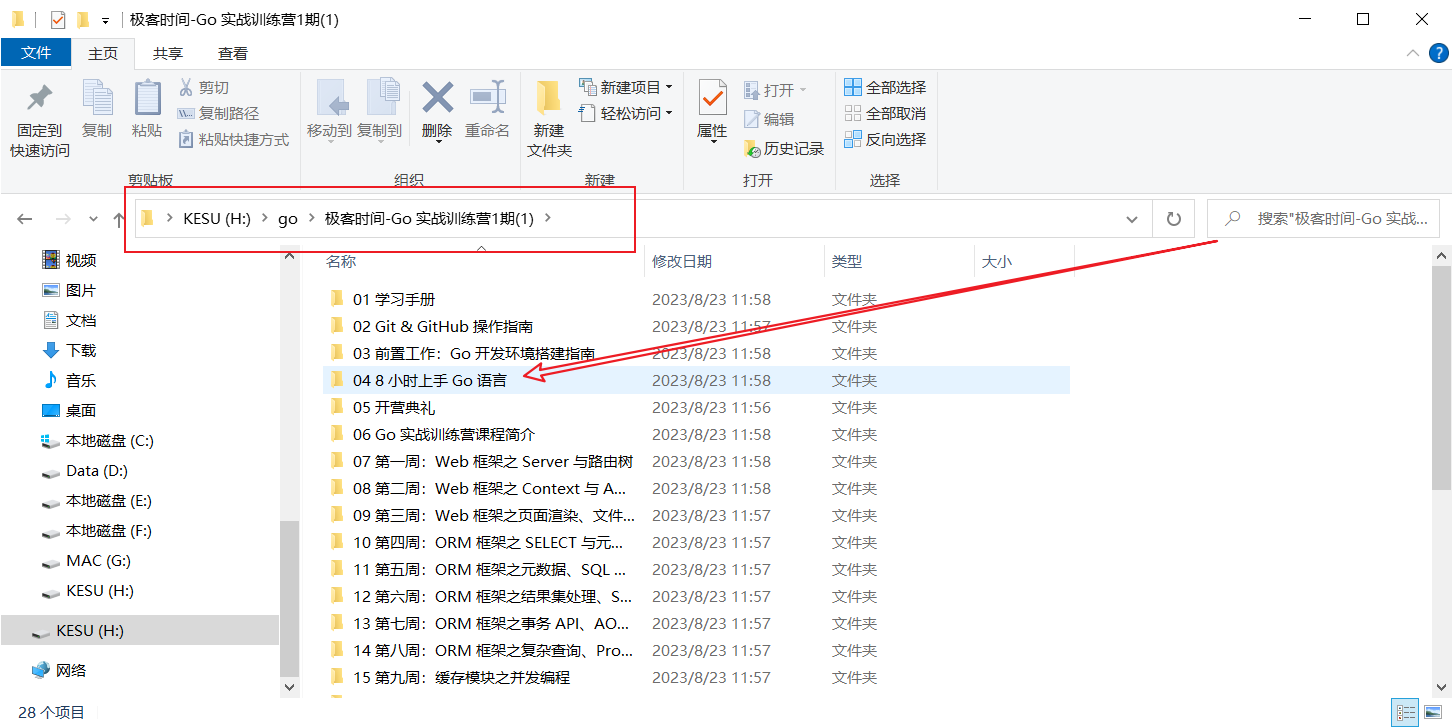 极客时间-Go 实战训练营1期(1)
文件 主页 共享 查看
固定到
快速访问
复制
粘贴
剪切
复制路径
粘贴快捷方式
剪贴板
移动到
复制到
删除
重命名
组织
新建
文件夹
新建项目
轻松访问
新建
属性
打开
编辑
历史记录
打开
全部选择
全部取消
反向选择
选择
KESU (H:) go 极客时间-Go 实战训练营1期(1)
搜索"极客时间-Go 实战...
视频
图片
文档
下载
音乐
桌面
本地磁盘 (C:)
Data (D:)
本地磁盘 (E:)
本地磁盘 (F:)
MAC (G:)
KESU (H:)
KESU (H:)
网络
名称 修改日期 类型 大小
01 学习手册 2023/8/23 11:58 文件夹
02 Git & GitHub 操作指南 2023/8/23 11:57 文件夹
03 前置工作：Go 开发环境搭建指南 2023/8/23 11:58 文件夹
04 8 小时上手 Go 语言 2023/8/23 11:58 文件夹
05 开营典礼 2023/8/23 11:56 文件夹
06 Go 实战训练营课程简介 2023/8/23 11:58 文件夹
07 第一周：Web 框架之 Server 与路由树 2023/8/23 11:58 文件夹
08 第二周：Web 框架之 Context 与 A... 2023/8/23 11:58 文件夹
09 第三周：Web 框架之页面渲染、文件... 2023/8/23 11:57 文件夹
10 第四周：ORM 框架之 SELECT 与元... 2023/8/23 11:57 文件夹
11 第五周：ORM 框架之元数据、SQL ... 2023/8/23 11:57 文件夹
12 第六周：ORM 框架之结果集处理、S... 2023/8/23 11:57 文件夹
13 第七周：ORM 框架之事务 API、AO... 2023/8/23 11:57 文件夹
14 第八周：ORM 框架之复杂查询、Pro... 2023/8/23 11:57 文件夹
15 第九周：缓存模块之并发编程 2023/8/23 11:57 文件夹
28 个项目